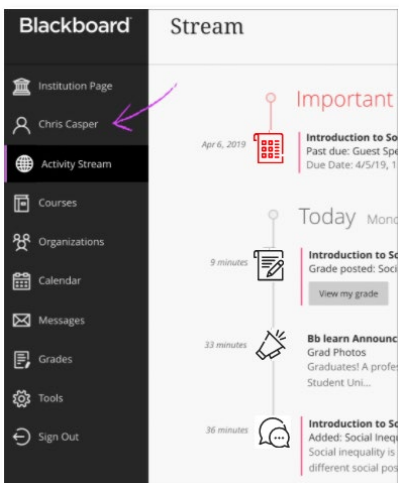 Blackboard
Institution Page
Chris Casper
Activity Stream
Courses
Organizations
Calendar
Messages
Grades
Tools
Sign Out
Stream
Important
Apr 6, 2019
Introduction to So
Past due: Guest Spe
Due Date: 4/5/19, 1
Today Mond
9 minutes
Introduction to So
Grade posted: Soci
View my grade
33 minutes
Bb learn Announc
Grad Photos
Graduates! A profes
Student Uni...
36 minutes
Introduction to So
Added: Social Inequ
Social inequality is
different social pos